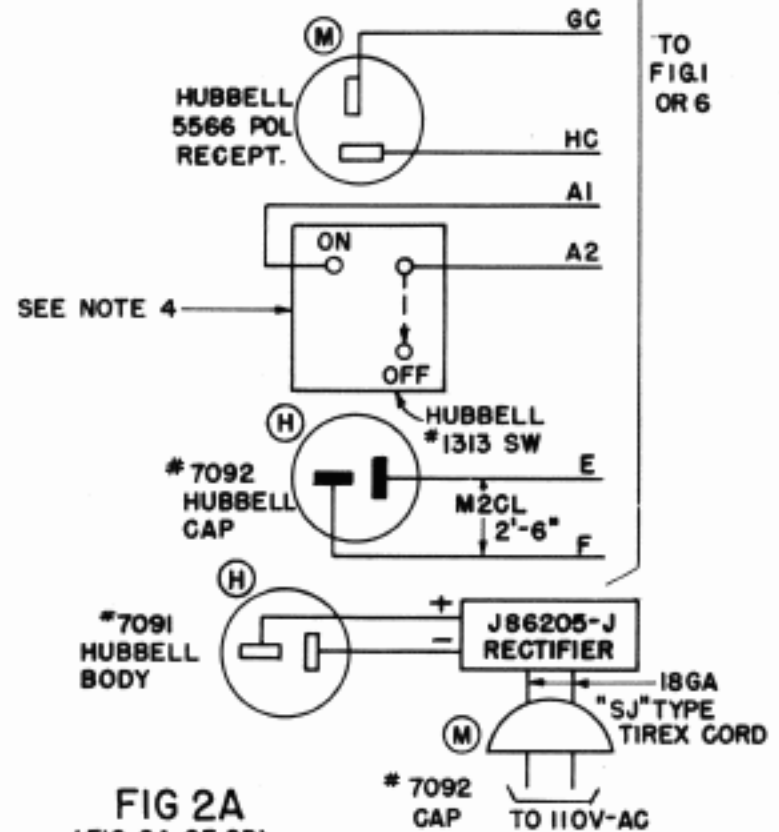 GC
M
TO
FIG.1
OR 6
HUBBELL
5566 POL
RECEPT.
HC
A1
ON
A2
SEE NOTE 4
OFF
H
HUBBELL
#1313 SW
#7092
HUBBELL
CAP
E
M2CL
2'-6"
F
H
+
#7091
HUBBELL
BODY
J86205-J
RECTIFIER
−
18GA
"SJ" TYPE
TIREX CORD
M
#7092
CAP
TO 110V-AC
FIG 2A